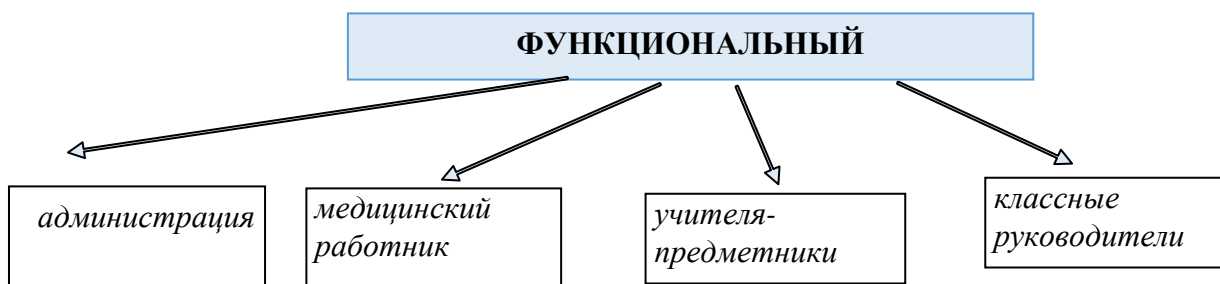 ФУНКЦИОНАЛЬНЫЙ
администрация
медицинский
работник
учителя-
предметники
классные
руководители